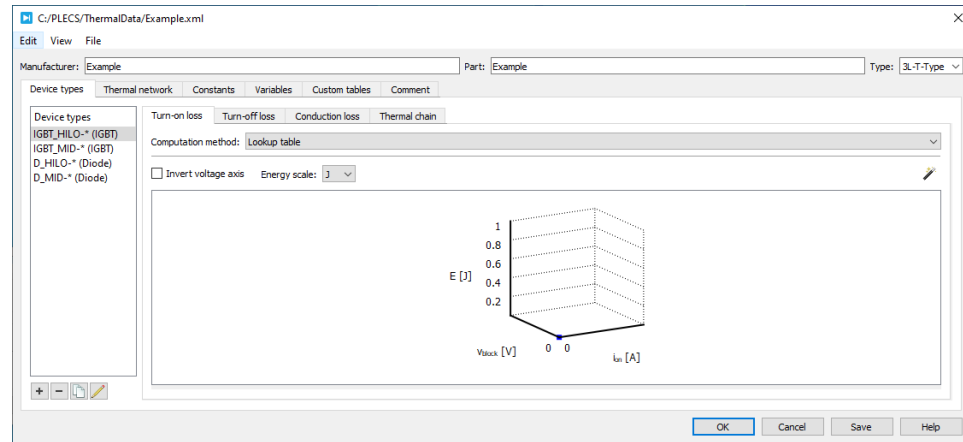 C:/PLECS/ThermalData/Example.xml
Edit View File
Manufacturer: Example Part: Example Type: 3L-T-Type
Device types Thermal network Constants Variables Custom tables Comment
Device types
IGBT_HILO-* (IGBT)
IGBT_MID-* (IGBT)
D_HILO-* (Diode)
D_MID-* (Diode)
Turn-on loss Turn-off loss Conduction loss Thermal chain
Computation method: Lookup table
Invert voltage axis Energy scale: J
1
0.8
0.6
E [J]
0.4
0.2
0 0
vblock [V]
ion [A]
OK Cancel Save Help